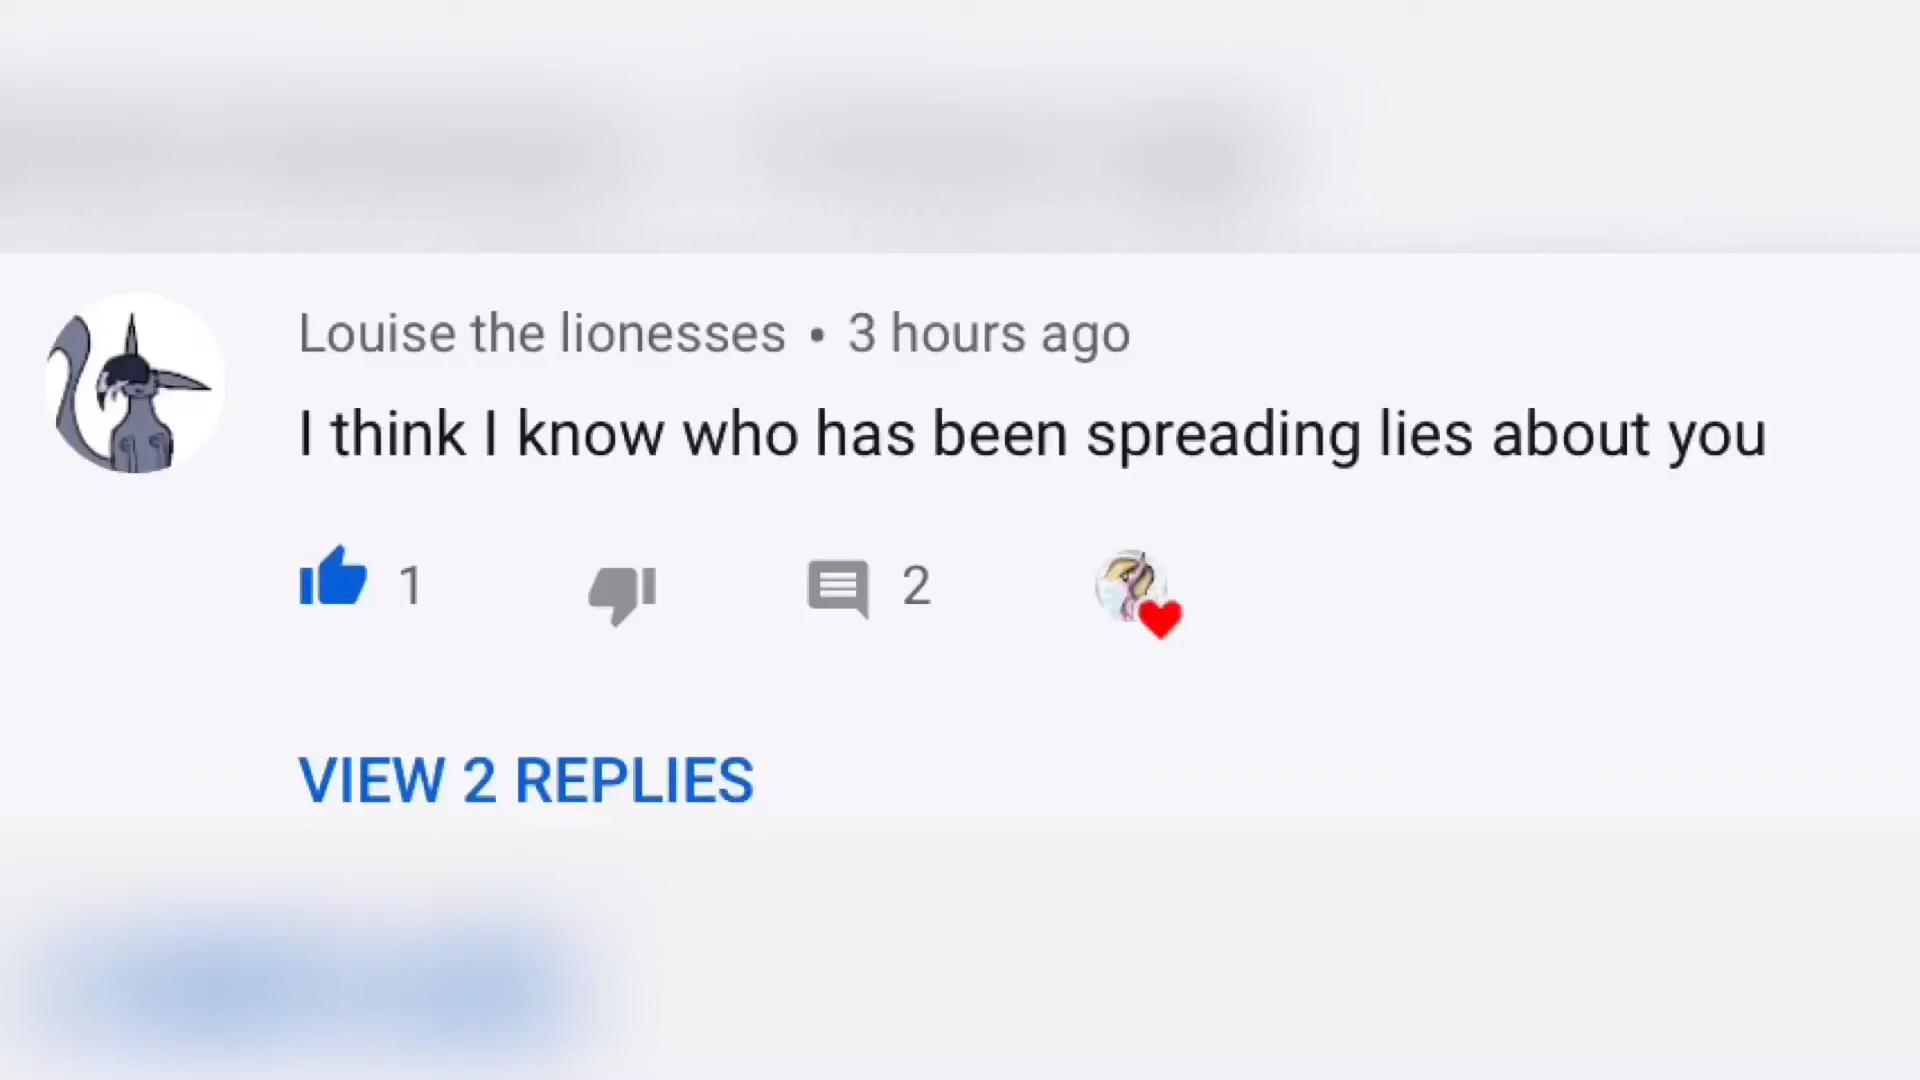 Louise the lionesses • 3 hours ago
I think I know who has been spreading lies about you
1 2
VIEW 2 REPLIES